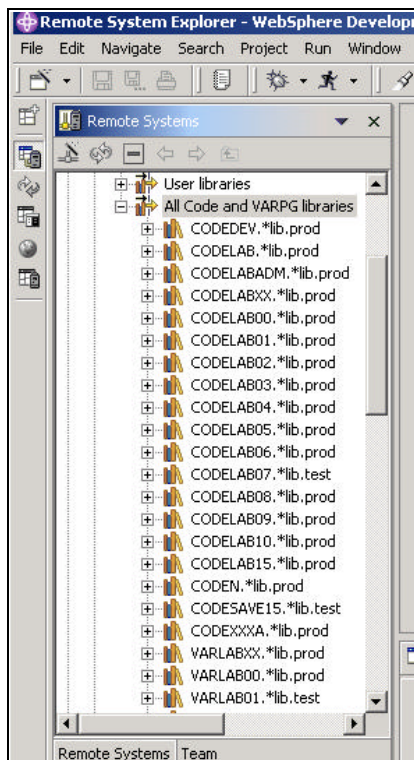 Remote System Explorer - WebSphere Develop
File Edit Navigate Search Project Run Window
Remote Systems
User libraries
All Code and VARPG libraries
CODEDEV.*lib.prod
CODELAB.*lib.prod
CODELABADM.*lib.prod
CODELABXX.*lib.prod
CODELAB00.*lib.prod
CODELAB01.*lib.prod
CODELAB02.*lib.prod
CODELAB03.*lib.prod
CODELAB04.*lib.prod
CODELAB05.*lib.prod
CODELAB06.*lib.prod
CODELAB07.*lib.test
CODELAB08.*lib.prod
CODELAB09.*lib.prod
CODELAB10.*lib.prod
CODELAB15.*lib.prod
CODEN.*lib.prod
CODESAVE15.*lib.test
CODEXXXA.*lib.prod
VARLABXX.*lib.prod
VARLAB00.*lib.prod
VARLAB01.*lib.test
Remote Systems Team